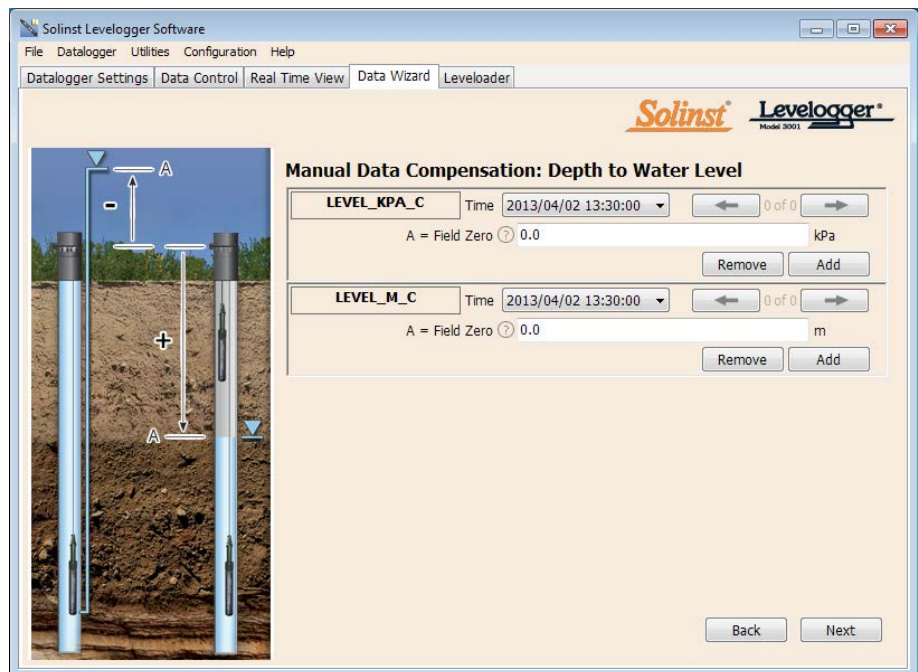 Solinst Levelogger Software
File Datalogger Utilities Configuration Help
Datalogger Settings Data Control Real Time View Data Wizard Leveloader
Solinst® Levelogger®
Model 3001
A
-
Manual Data Compensation: Depth to Water Level
LEVEL_KPA_C Time 2013/04/02 13:30:00 0 of 0
A = Field Zero ? 0.0 kPa
Remove Add
LEVEL_M_C Time 2013/04/02 13:30:00 0 of 0
A = Field Zero ? 0.0 m
Remove Add
+
A
Back Next